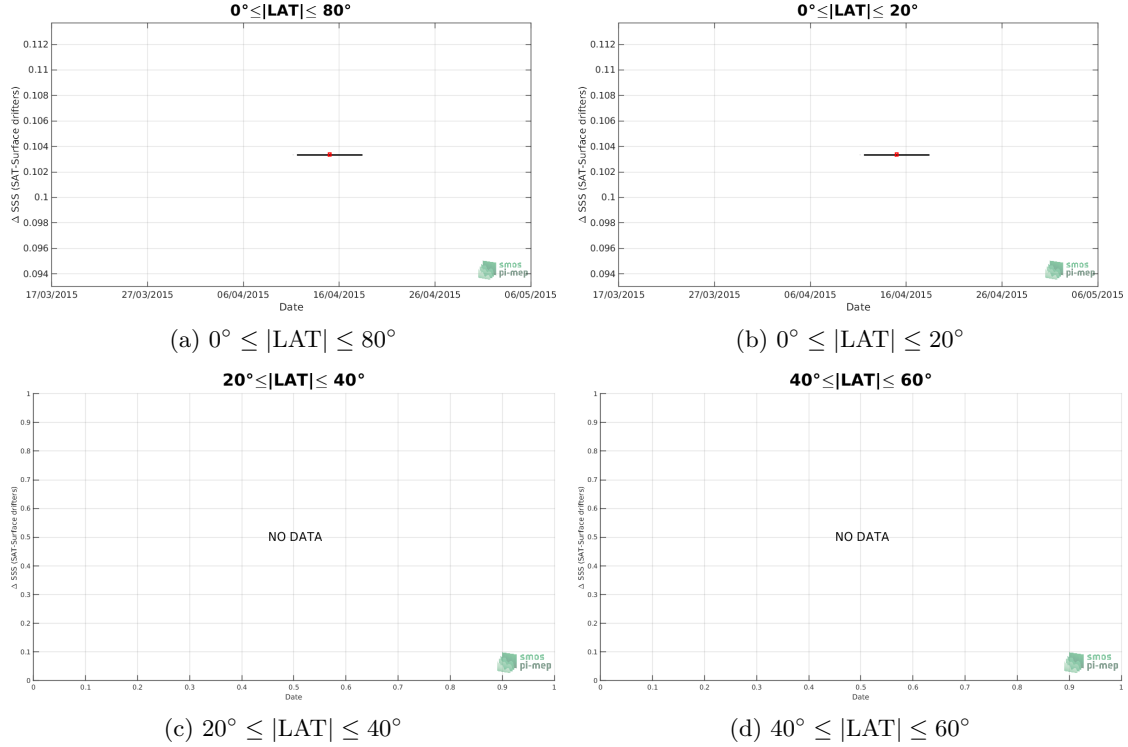 0°≤|LAT|≤ 80°
Δ SSS (SAT-Surface drifters)
0.112
0.11
0.108
0.106
0.104
0.102
0.1
0.098
0.096
0.094
17/03/2015 27/03/2015 06/04/2015 16/04/2015 26/04/2015 06/05/2015
Date
smos
pi-mep
(a) 0° ≤ |LAT| ≤ 80°
0°≤|LAT|≤ 20°
Δ SSS (SAT-Surface drifters)
0.112
0.11
0.108
0.106
0.104
0.102
0.1
0.098
0.096
0.094
17/03/2015 27/03/2015 06/04/2015 16/04/2015 26/04/2015 06/05/2015
Date
smos
pi-mep
(b) 0° ≤ |LAT| ≤ 20°
20°≤|LAT|≤ 40°
Δ SSS (SAT-Surface drifters)
1
0.9
0.8
0.7
0.6
0.5
0.4
0.3
0.2
0.1
0
NO DATA
0 0.1 0.2 0.3 0.4 0.5 0.6 0.7 0.8 0.9 1
Date
smos
pi-mep
(c) 20° ≤ |LAT| ≤ 40°
40°≤|LAT|≤ 60°
Δ SSS (SAT-Surface drifters)
1
0.9
0.8
0.7
0.6
0.5
0.4
0.3
0.2
0.1
0
NO DATA
0 0.1 0.2 0.3 0.4 0.5 0.6 0.7 0.8 0.9 1
Date
smos
pi-mep
(d) 40° ≤ |LAT| ≤ 60°